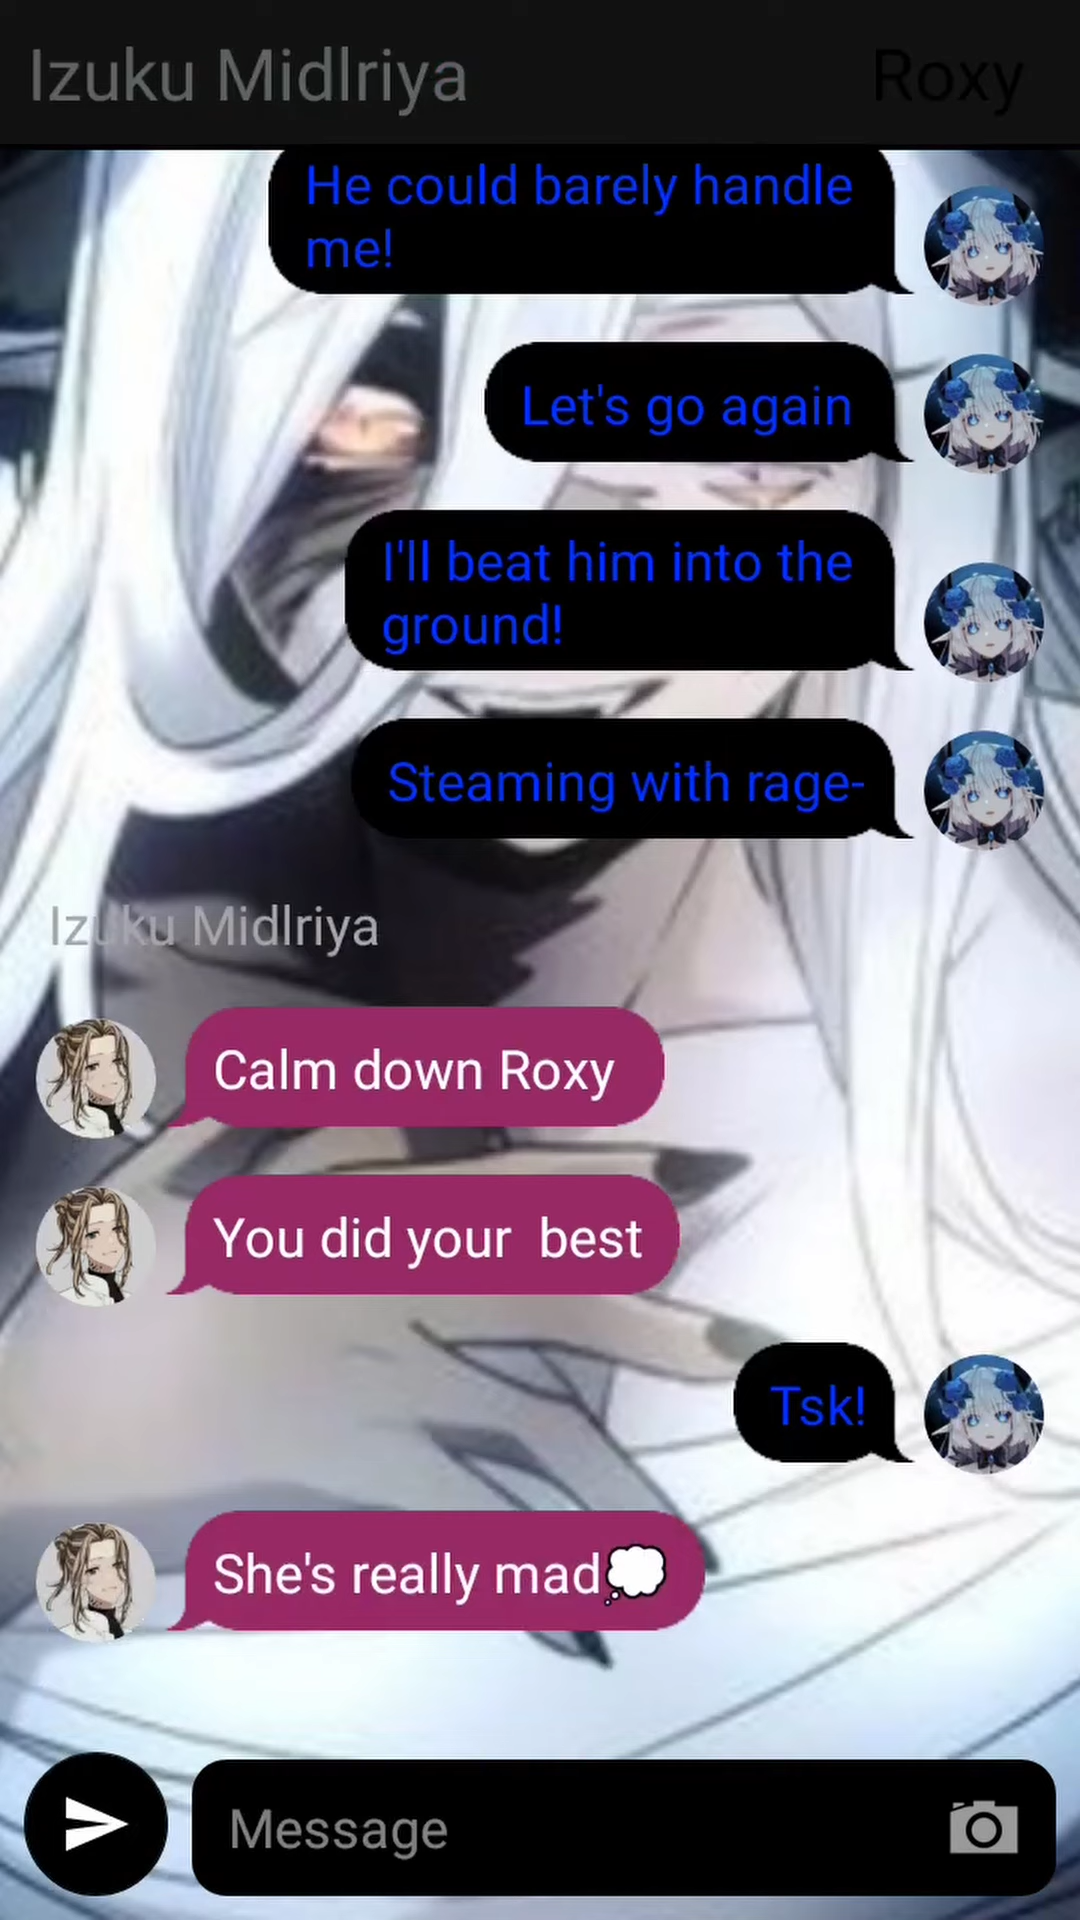 Izuku Midlriya
Roxy
He could barely handle
me!
Let's go again
I'll beat him into the
ground!
Steaming with rage-
Izuku Midlriya
Calm down Roxy
You did your  best
Tsk!
She's really mad💭
Message